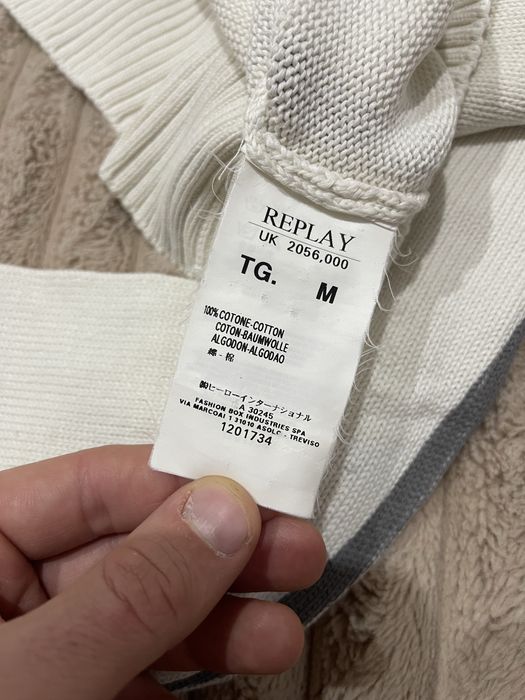 REPLAY
UK 2056,000
TG. M
100% COTONE-COTTON
COTON-BAUMWOLLE
ALGODON-ALGODAO
綿 - 棉
㈱ヒーローインターナショナル
A 30245
FASHION BOX INDUSTRIES SPA
VIA MARCOAI 1 31010 ASOLO - TREVISO
1201734